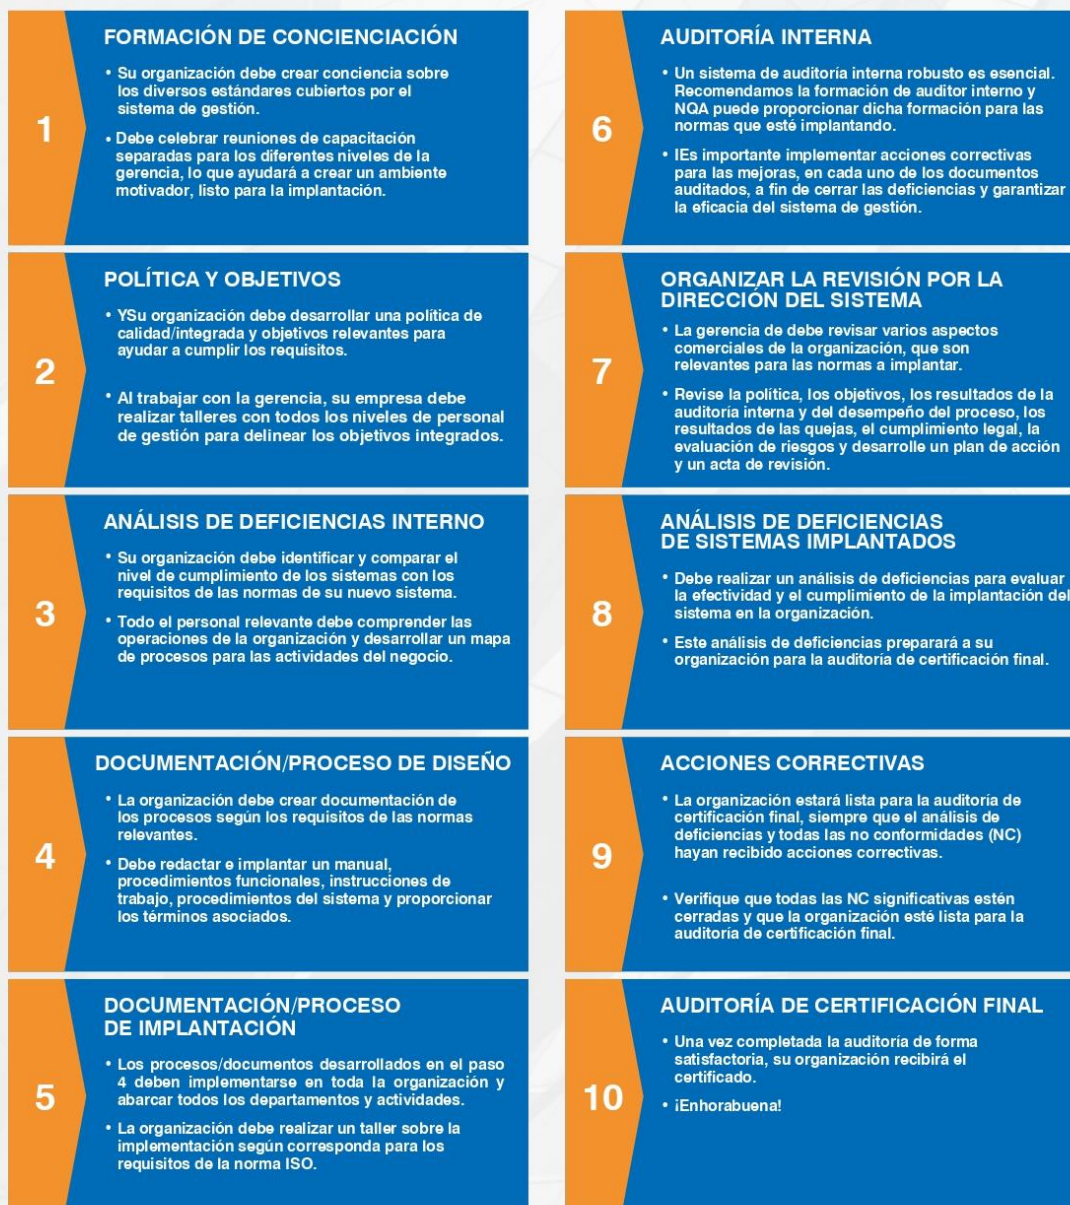 1
FORMACIÓN DE CONCIENCIACIÓN
• Su organización debe crear conciencia sobre
los diversos estándares cubiertos por el
sistema de gestión.
• Debe celebrar reuniones de capacitación
separadas para los diferentes niveles de la
gerencia, lo que ayudará a crear un ambiente
motivador, listo para la implantación.
2
POLÍTICA Y OBJETIVOS
• YSu organización debe desarrollar una política de
calidad/integrada y objetivos relevantes para
ayudar a cumplir los requisitos.
• Al trabajar con la gerencia, su empresa debe
realizar talleres con todos los niveles de personal
de gestión para delinear los objetivos integrados.
3
ANÁLISIS DE DEFICIENCIAS INTERNO
• Su organización debe identificar y comparar el
nivel de cumplimiento de los sistemas con los
requisitos de las normas de su nuevo sistema.
• Todo el personal relevante debe comprender las
operaciones de la organización y desarrollar un mapa
de procesos para las actividades del negocio.
4
DOCUMENTACIÓN/PROCESO DE DISEÑO
• La organización debe crear documentación de
los procesos según los requisitos de las normas
relevantes.
• Debe redactar e implantar un manual,
procedimientos funcionales, instrucciones de
trabajo, procedimientos del sistema y proporcionar
los términos asociados.
5
DOCUMENTACIÓN/PROCESO
DE IMPLANTACIÓN
• Los procesos/documentos desarrollados en el paso
4 deben implementarse en toda la organización y
abarcar todos los departamentos y actividades.
• La organización debe realizar un taller sobre la
implementación según corresponda para los
requisitos de la norma ISO.
6
AUDITORÍA INTERNA
• Un sistema de auditoría interna robusto es esencial.
Recomendamos la formación de auditor interno y
NQA puede proporcionar dicha formación para las
normas que esté implantando.
• IEs importante implementar acciones correctivas
para las mejoras, en cada uno de los documentos
auditados, a fin de cerrar las deficiencias y garantizar
la eficacia del sistema de gestión.
7
ORGANIZAR LA REVISIÓN POR LA
DIRECCIÓN DEL SISTEMA
• La gerencia de debe revisar varios aspectos
comerciales de la organización, que son
relevantes para las normas a implantar.
• Revise la política, los objetivos, los resultados de la
auditoría interna y del desempeño del proceso, los
resultados de las quejas, el cumplimiento legal, la
evaluación de riesgos y desarrolle un plan de acción
y un acta de revisión.
8
ANÁLISIS DE DEFICIENCIAS
DE SISTEMAS IMPLANTADOS
• Debe realizar un análisis de deficiencias para evaluar
la efectividad y el cumplimiento de la implantación del
sistema en la organización.
• Este análisis de deficiencias preparará a su
organización para la auditoría de certificación final.
9
ACCIONES CORRECTIVAS
• La organización estará lista para la auditoría de
certificación final, siempre que el análisis de
deficiencias y todas las no conformidades (NC)
hayan recibido acciones correctivas.
• Verifique que todas las NC significativas estén
cerradas y que la organización esté lista para la
auditoría de certificación final.
10
AUDITORÍA DE CERTIFICACIÓN FINAL
• Una vez completada la auditoría de forma
satisfactoria, su organización recibirá el
certificado.
• ¡Enhorabuena!